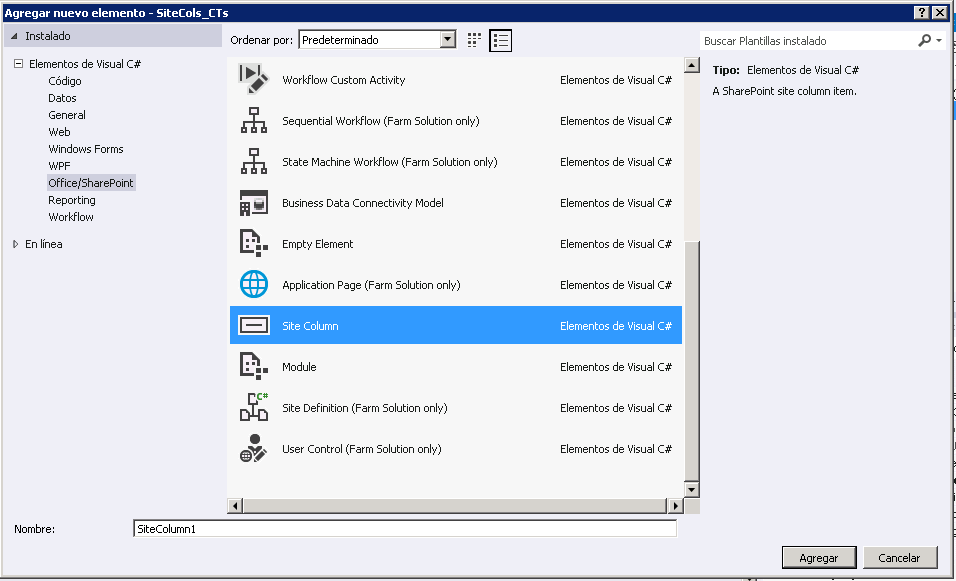 Agregar nuevo elemento - SiteCols_CTs
Instalado
Elementos de Visual C#
Código
Datos
General
Web
Windows Forms
WPF
Office/SharePoint
Reporting
Workflow
En línea
Ordenar por: Predeterminado
Workflow Custom Activity Elementos de Visual C#
Sequential Workflow (Farm Solution only) Elementos de Visual C#
State Machine Workflow (Farm Solution only) Elementos de Visual C#
Business Data Connectivity Model Elementos de Visual C#
Empty Element Elementos de Visual C#
Application Page (Farm Solution only) Elementos de Visual C#
Site Column Elementos de Visual C#
Module Elementos de Visual C#
C#
Site Definition (Farm Solution only) Elementos de Visual C#
User Control (Farm Solution only) Elementos de Visual C#
Buscar Plantillas instalado
Tipo: Elementos de Visual C#
A SharePoint site column item.
Nombre: SiteColumn1
Agregar Cancelar